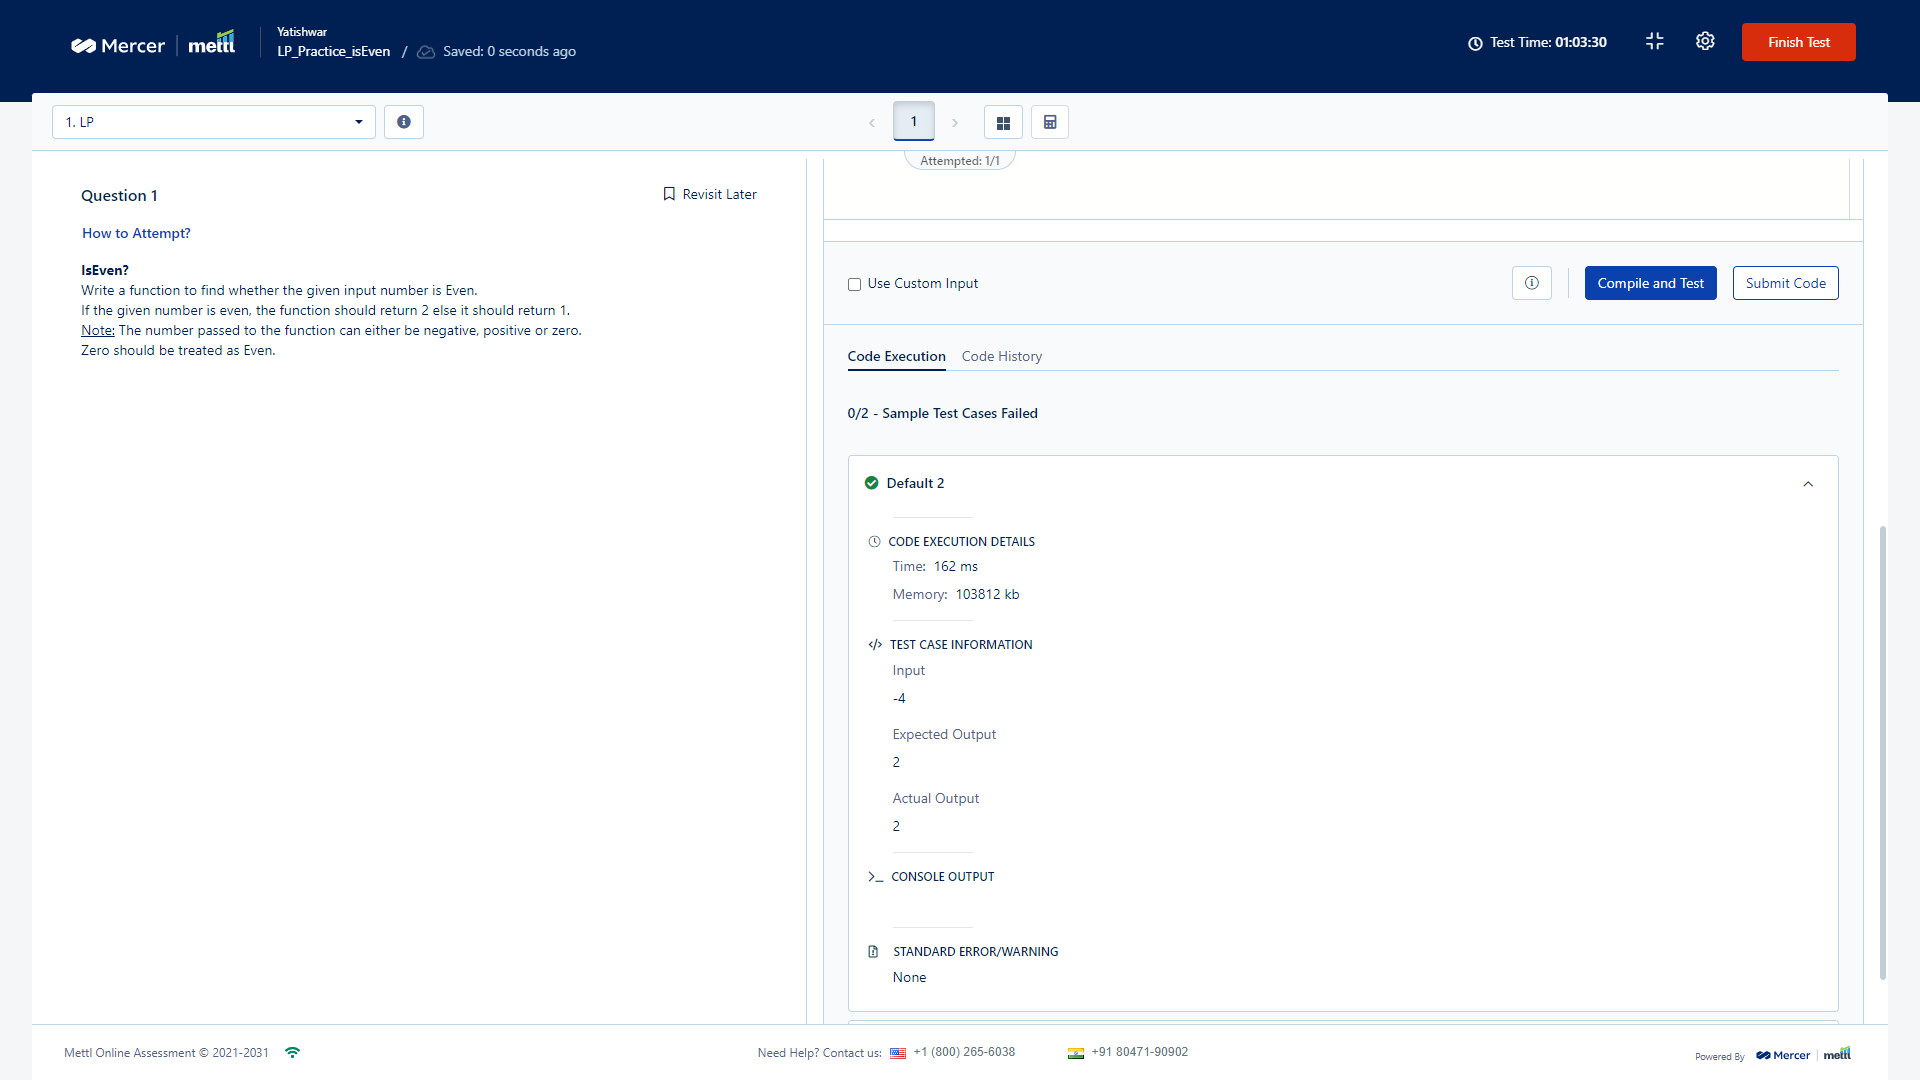 Mercer | mettl
Yatishwar
LP_Practice_isEven / Saved: 0 seconds ago
Test Time: 01:03:30
Finish Test
1. LP
1
Attempted: 1/1
Question 1
Revisit Later
How to Attempt?
IsEven?
Write a function to find whether the given input number is Even.
If the given number is even, the function should return 2 else it should return 1.
Note: The number passed to the function can either be negative, positive or zero.
Zero should be treated as Even.
Use Custom Input
Compile and Test
Submit Code
Code Execution
Code History
0/2 - Sample Test Cases Failed
Default 2
CODE EXECUTION DETAILS
Time: 162 ms
Memory: 103812 kb
TEST CASE INFORMATION
Input
-4
Expected Output
2
Actual Output
2
CONSOLE OUTPUT
STANDARD ERROR/WARNING
None
Mettl Online Assessment © 2021-2031
Need Help? Contact us: +1 (800) 265-6038
+91 80471-90902
Powered By Mercer | mettl